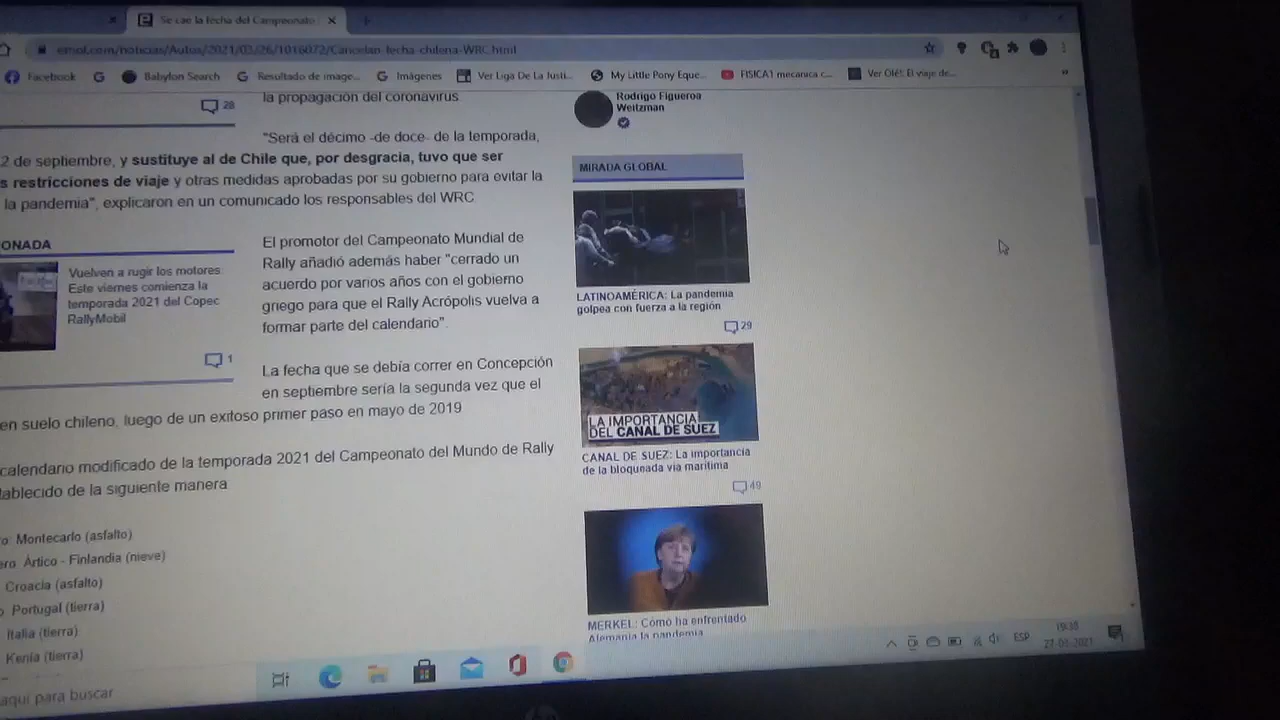 Se cae la fecha del Campeonato
emol.com/noticias/Autos/2021/03/26/1016072/Cancelan-fecha-chilena-WRC.html
Facebook
Babylon Search
Resultado de image...
Imágenes
Ver Liga De La Justi...
My Little Pony Eque...
FISICA1 mecanica c...
Ver Olé!: El viaje de...
28
la propagación del coronavirus.
"Será el décimo -de doce- de la temporada,
2 de septiembre, y sustituye al de Chile que, por desgracia, tuvo que ser
s restricciones de viaje y otras medidas aprobadas por su gobierno para evitar la
la pandemia", explicaron en un comunicado los responsables del WRC
ONADA
Vuelven a rugir los motores:
Este viernes comienza la
temporada 2021 del Copec
RallyMobil
1
El promotor del Campeonato Mundial de
Rally añadió además haber "cerrado un
acuerdo por varios años con el gobierno
griego para que el Rally Acrópolis vuelva a
formar parte del calendario".
La fecha que se debía correr en Concepción
en septiembre sería la segunda vez que el
en suelo chileno, luego de un exitoso primer paso en mayo de 2019
calendario modificado de la temporada 2021 del Campeonato del Mundo de Rally
tablecido de la siguiente manera
ro: Montecarlo (asfalto)
ero: Ártico - Finlandia (nieve)
Croacia (asfalto)
o: Portugal (tierra)
Italia (tierra)
Kenia (tierra)
Rodrigo Figueroa
Weitzman
MIRADA GLOBAL
LATINOAMÉRICA: La pandemia
golpea con fuerza a la región
29
LA IMPORTANCIA
DEL CANAL DE SUEZ
CANAL DE SUEZ: La importancia
de la bloqueada vía marítima
49
MERKEL: Cómo ha enfrentado
Alemania la pandemia
aquí para buscar
ESP